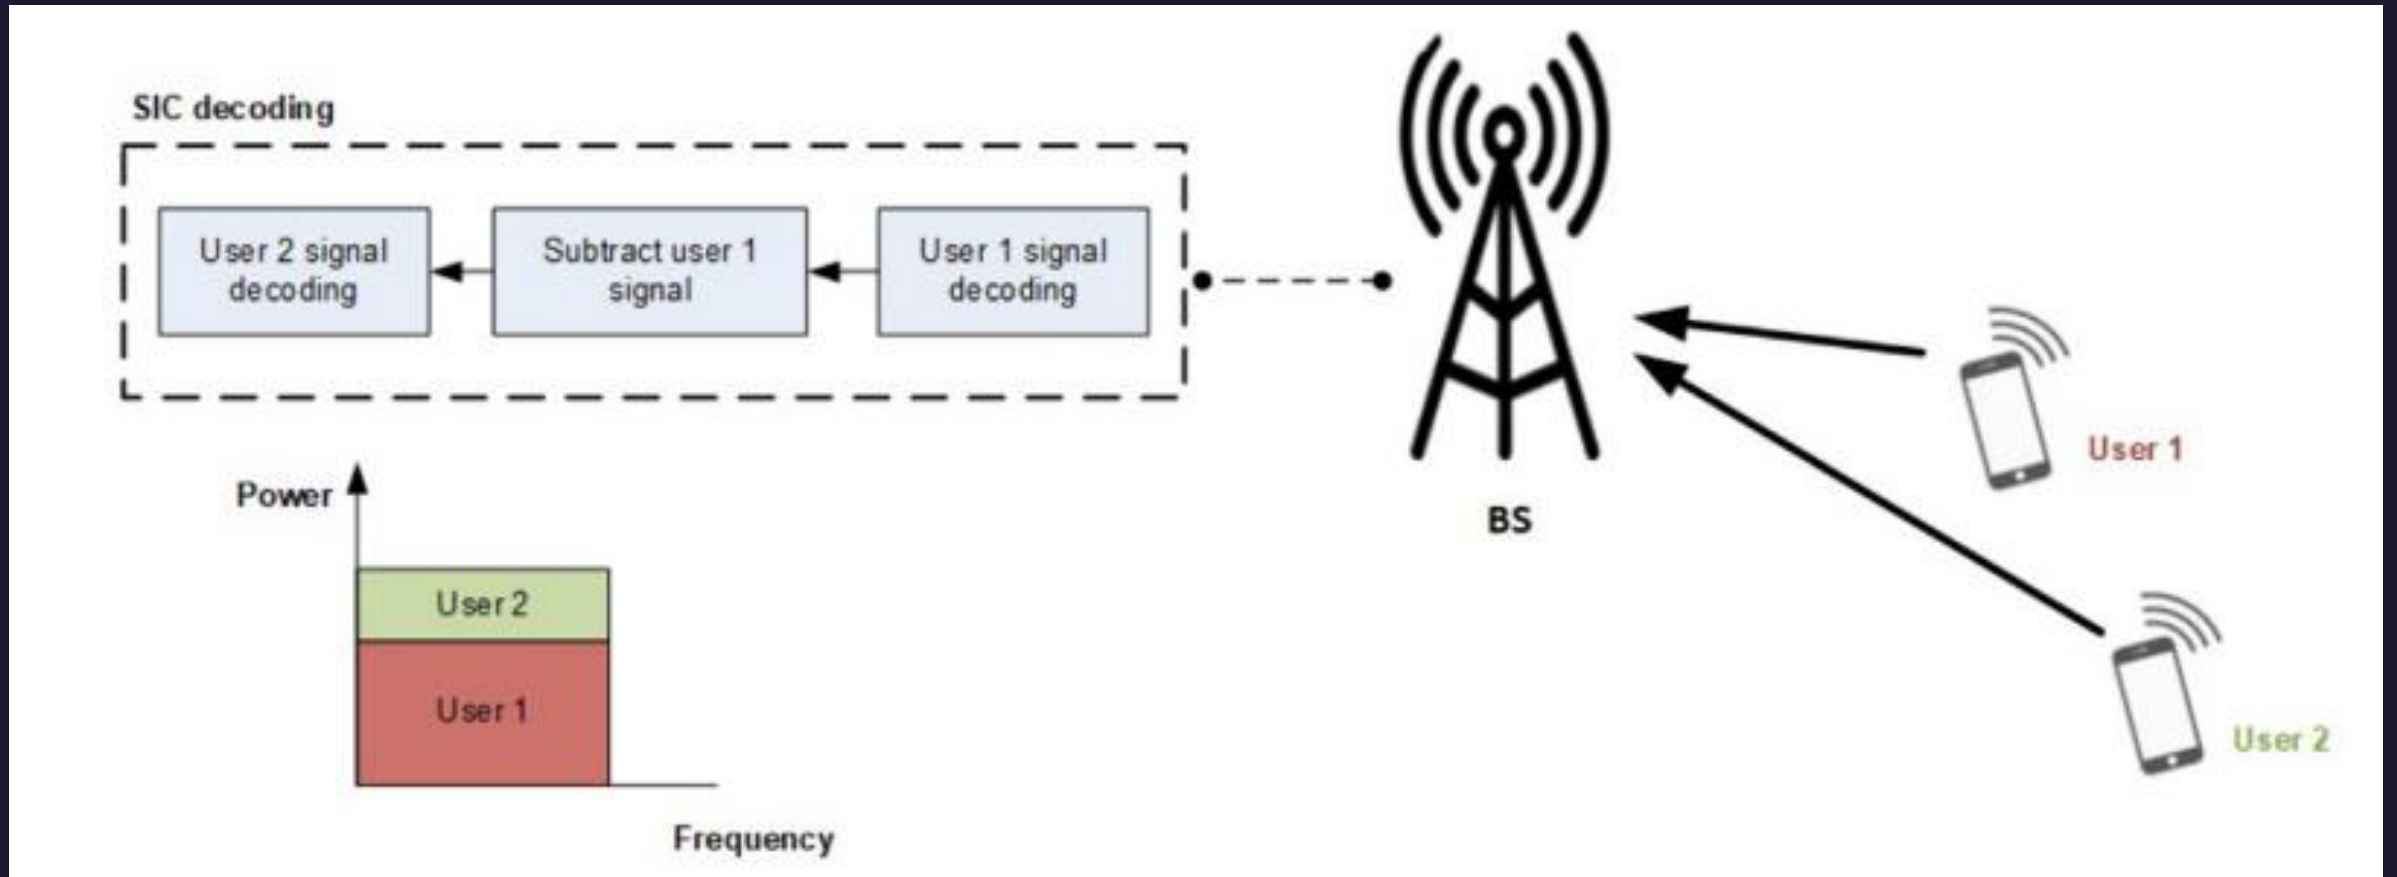 SIC decoding
User 2 signal
decoding
Subtract user 1
signal
User 1 signal
decoding
BS
User 1
User 2
Power
User 2
User 1
Frequency